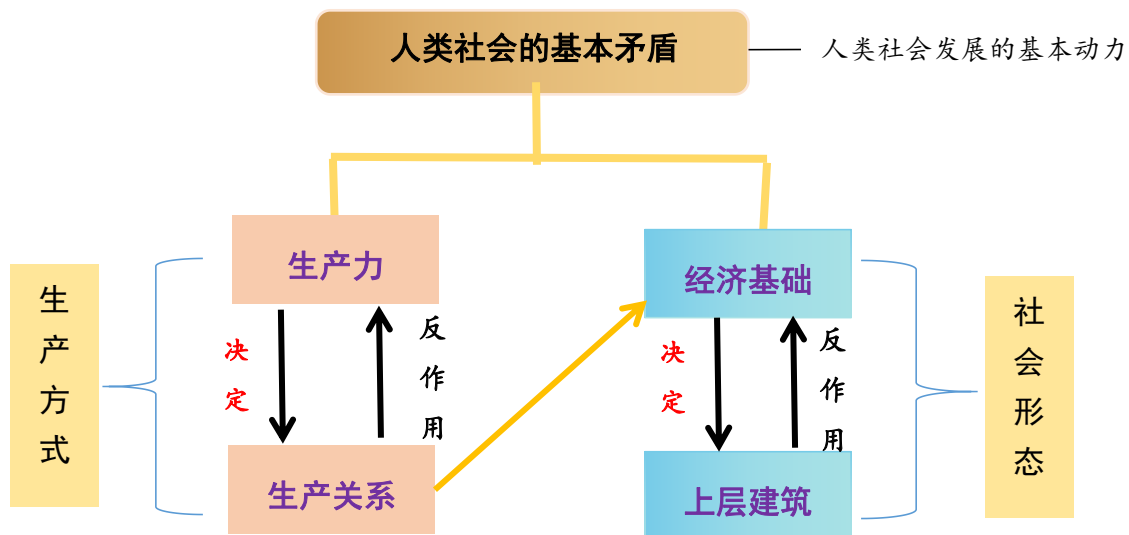 人类社会的基本矛盾
人类社会发展的基本动力
生产方式
生产力
决定
反作用
生产关系
经济基础
决定
反作用
上层建筑
社会形态